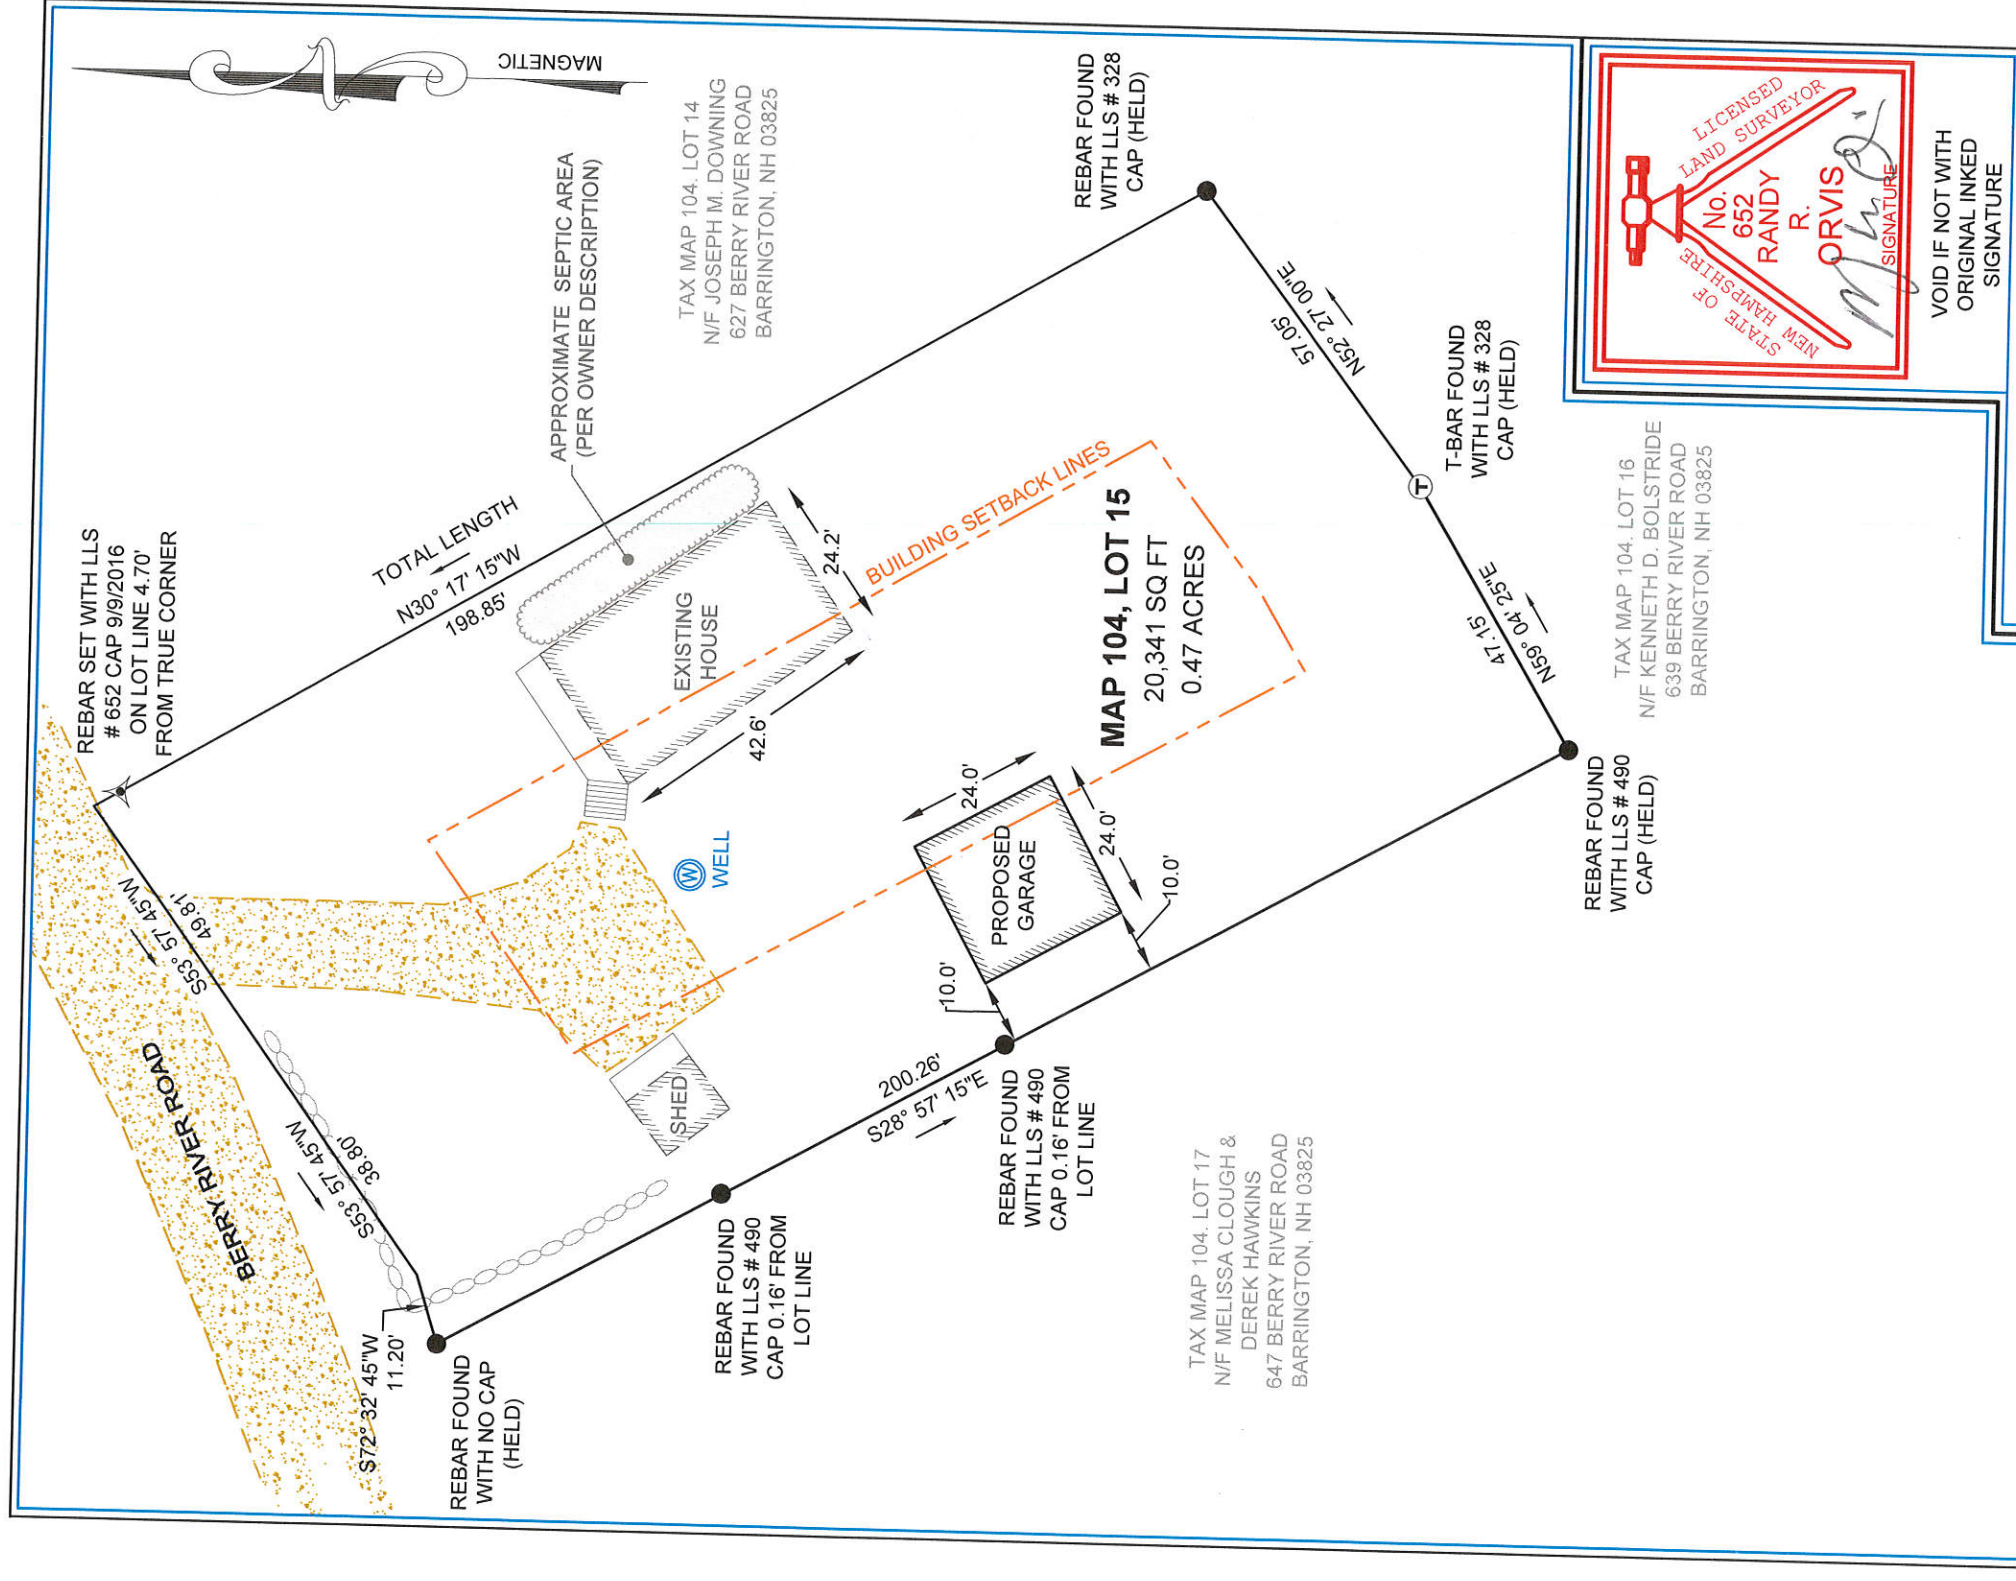 MAGNETIC
REBAR SET WITH LLS
# 652 CAP 9/9/2016
ON LOT LINE 4.70'
FROM TRUE CORNER
TOTAL LENGTH
N30° 17' 15"W
198.85'
APPROXIMATE SEPTIC AREA
(PER OWNER DESCRIPTION)
TAX MAP 104. LOT 14
N/F JOSEPH M. DOWNING
627 BERRY RIVER ROAD
BARRINGTON, NH 03825
REBAR FOUND
WITH LLS # 328
CAP (HELD)
BERRY RIVER ROAD
S53° 57' 45"W
49.81'
S53° 57' 45"W
38.80'
S72° 32' 45"W
11.20'
REBAR FOUND
WITH NO CAP
(HELD)
EXISTING
HOUSE
24.2'
42.6'
W
WELL
SHED
BUILDING SETBACK LINES
MAP 104, LOT 15
20,341 SQ FT
0.47 ACRES
PROPOSED
GARAGE
24.0'
24.0'
10.0'
10.0'
57.05'
N52° 27' 00"E
T
T-BAR FOUND
WITH LLS # 328
CAP (HELD)
47.15'
N59° 04' 25"E
REBAR FOUND
WITH LLS # 490
CAP (HELD)
200.26'
S28° 57' 15"E
REBAR FOUND
WITH LLS # 490
CAP 0.16' FROM
LOT LINE
REBAR FOUND
WITH LLS # 490
CAP 0.16' FROM
LOT LINE
TAX MAP 104. LOT 17
N/F MELISSA CLOUGH &
DEREK HAWKINS
647 BERRY RIVER ROAD
BARRINGTON, NH 03825
TAX MAP 104. LOT 16
N/F KENNETH D. BOLSTRIDE
639 BERRY RIVER ROAD
BARRINGTON, NH 03825
STATE OF
NEW HAMPSHIRE
LICENSED
LAND SURVEYOR
No.
652
RANDY
R.
ORVIS
SIGNATURE
VOID IF NOT WITH
ORIGINAL INKED
SIGNATURE